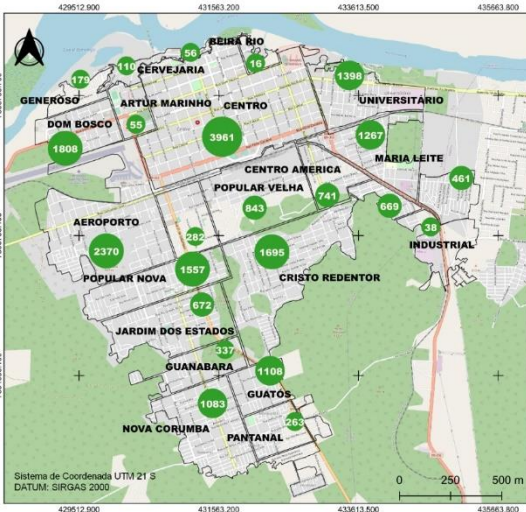 429512.900 431563.200 433613.500 435663.800
BEIRA RIO
56
16
110
CERVEJARIA
179
1398
GENEROSO
ARTUR MARINHO
CENTRO
UNIVERSITÁRIO
DOM BOSCO
55
3961
1267
1808
MARIA LEITE
CENTRO AMERICA
461
POPULAR VELHA
741
843
669
AEROPORTO
38
282
INDUSTRIAL
2370
1695
1557
POPULAR NOVA
CRISTO REDENTOR
672
JARDIM DOS ESTADOS
337
GUANABARA
1108
GUATÓS
1083
263
NOVA CORUMBA
PANTANAL
Sistema de Coordenada UTM 21 S
DATUM: SIRGAS 2000
0 250 500 m
429512.900 431563.200 433613.500 435663.800